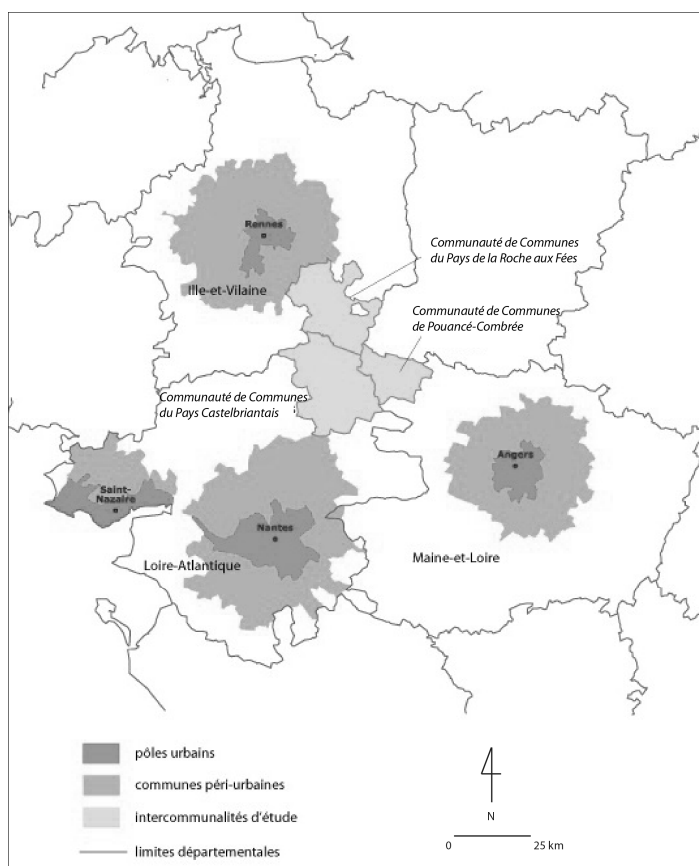 Rennes
Communauté de Communes
du Pays de la Roche aux Fées
Ille-et-Vilaine
Communauté de Communes
de Pouancé-Combrée
Communauté de Communes
du Pays Castelbriantais
Angers
Saint-
Nazaire
Nantes
Loire-Atlantique
Maine-et-Loire
pôles urbains
communes péri-urbaines
intercommunalités d'étude
limites départementales
N
0 25 km